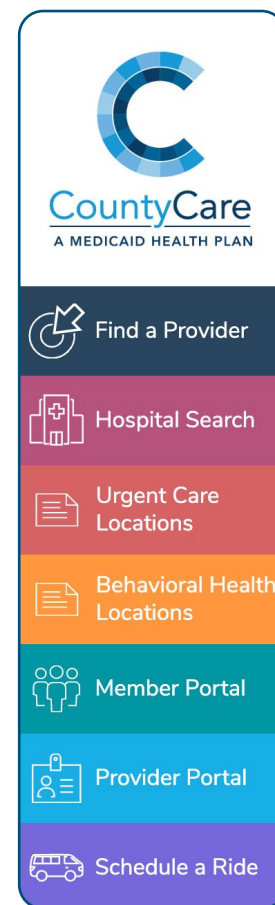 CountyCare
A MEDICAID HEALTH PLAN
Find a Provider
Hospital Search
Urgent Care
Locations
Behavioral Health
Locations
Member Portal
Provider Portal
Schedule a Ride